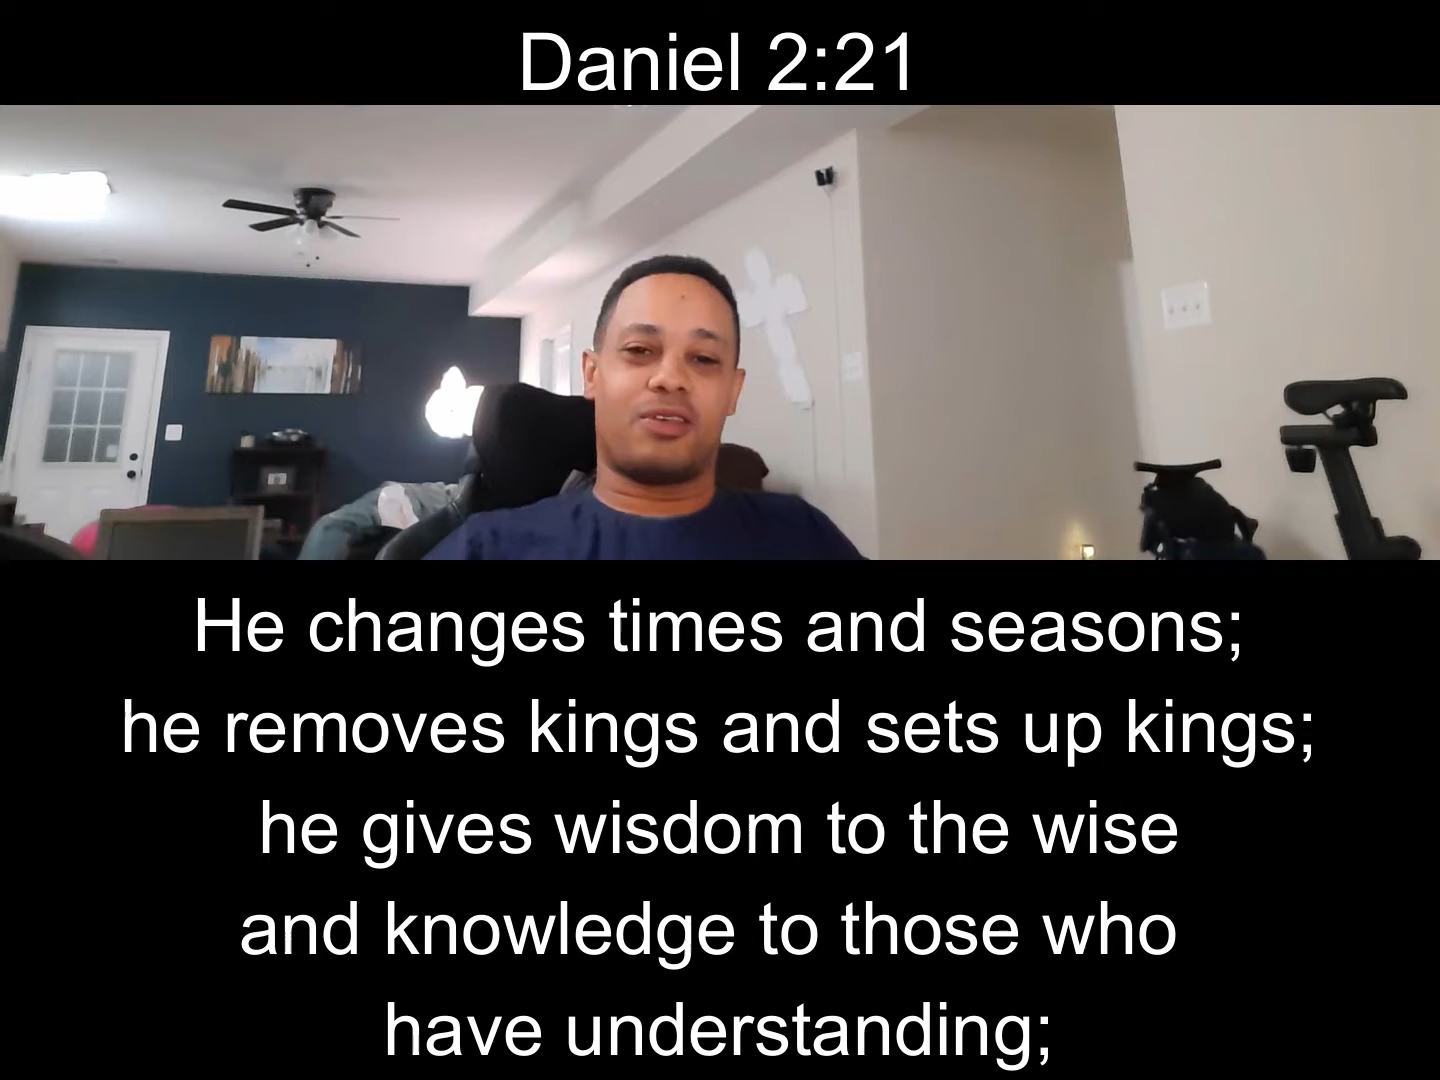 Daniel 2:21
He changes times and seasons;
he removes kings and sets up kings;
he gives wisdom to the wise
and knowledge to those who
have understanding;